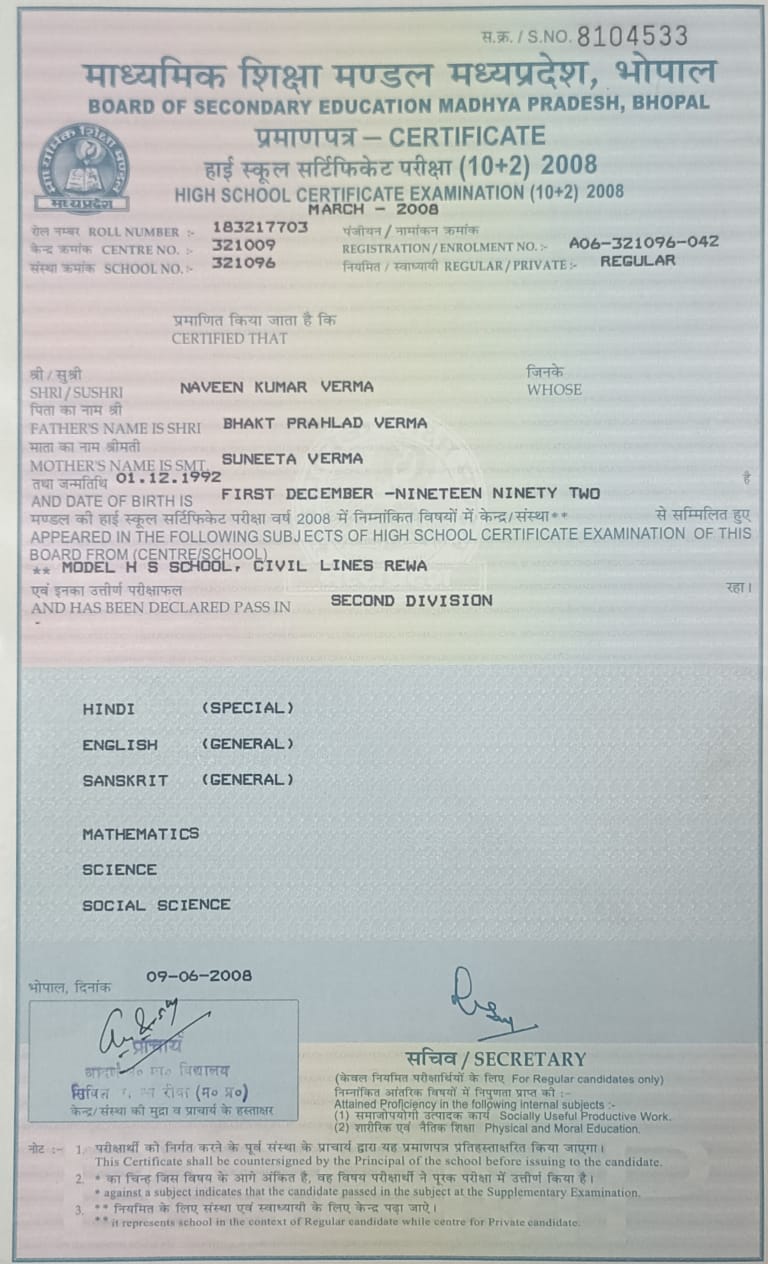 स.क्र. / S.NO. 8104533
माध्यमिक शिक्षा मण्डल मध्यप्रदेश, भोपाल
BOARD OF SECONDARY EDUCATION MADHYA PRADESH, BHOPAL
प्रमाणपत्र – CERTIFICATE
हाई स्कूल सर्टिफिकेट परीक्षा (10+2) 2008
HIGH SCHOOL CERTIFICATE EXAMINATION (10+2) 2008
माध्यमिक शिक्षा मण्डल
मध्यप्रदेश
MARCH - 2008
रोल नम्बर ROLL NUMBER :- 183217703 पंजीयन / नामांकन क्रमांक
केन्द्र क्रमांक CENTRE NO. :- 321009 REGISTRATION / ENROLMENT NO. :- A06-321096-042
संस्था क्रमांक SCHOOL NO. :- 321096 नियमित / स्वाध्यायी REGULAR / PRIVATE :- REGULAR
प्रमाणित किया जाता है कि
CERTIFIED THAT
श्री / सुश्री जिनके
SHRI / SUSHRI NAVEEN KUMAR VERMA WHOSE
पिता का नाम श्री
FATHER'S NAME IS SHRI BHAKT PRAHLAD VERMA
माता का नाम श्रीमती
MOTHER'S NAME IS SMT. SUNEETA VERMA
तथा जन्मतिथि 01.12.1992 है
AND DATE OF BIRTH IS FIRST DECEMBER -NINETEEN NINETY TWO
मण्डल की हाई स्कूल सर्टिफिकेट परीक्षा वर्ष 2008 में निम्नांकित विषयों में केन्द्र/संस्था** से सम्मिलित हुए
APPEARED IN THE FOLLOWING SUBJECTS OF HIGH SCHOOL CERTIFICATE EXAMINATION OF THIS
BOARD FROM (CENTRE/SCHOOL)
** MODEL H S SCHOOL, CIVIL LINES REWA
एवं इनका उत्तीर्ण परीक्षाफल रहा।
AND HAS BEEN DECLARED PASS IN SECOND DIVISION
-
HINDI (SPECIAL)
ENGLISH (GENERAL)
SANSKRIT (GENERAL)
MATHEMATICS
SCIENCE
SOCIAL SCIENCE
भोपाल, दिनांक 09-06-2008
प्राचार्य
विद्यालय
रीवा (म० प्र०)
केन्द्र/संस्था की मुद्रा व प्राचार्य के हस्ताक्षर
सचिव / SECRETARY
(केवल नियमित परीक्षार्थियों के लिए For Regular candidates only)
निम्नांकित आंतरिक विषयों में निपुणता प्राप्त की :-
Attained Proficiency in the following internal subjects :-
(1) समाजोपयोगी उत्पादक कार्य Socially Useful Productive Work.
(2) शारीरिक एवं नैतिक शिक्षा Physical and Moral Education.
नोट :- 1. परीक्षार्थी को निर्गत करने के पूर्व संस्था के प्राचार्य द्वारा यह प्रमाणपत्र प्रतिहस्ताक्षरित किया जाएगा।
This Certificate shall be countersigned by the Principal of the school before issuing to the candidate.
2. * का चिन्ह जिस विषय के आगे अंकित है, वह विषय परीक्षार्थी ने पूरक परीक्षा में उत्तीर्ण किया है।
* against a subject indicates that the candidate passed in the subject at the Supplementary Examination.
3. ** नियमित के लिए संस्था एवं स्वाध्यायी के लिए केन्द्र पढ़ा जाऐ।
** it represents school in the context of Regular candidate while centre for Private candidate.